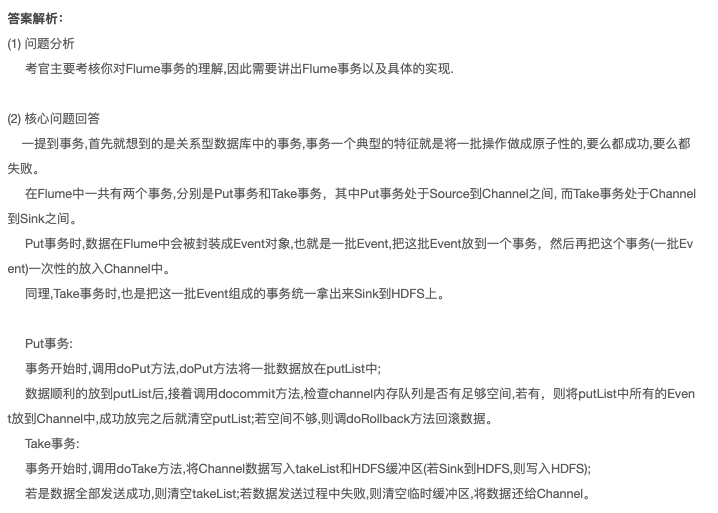 答案解析：
(1) 问题分析
考官主要考核你对Flume事务的理解,因此需要讲出Flume事务以及具体的实现.
(2) 核心问题回答
一提到事务,首先就想到的是关系型数据库中的事务,事务一个典型的特征就是将一批操作做成原子性的,要么都成功,要么都
失败。
在Flume中一共有两个事务,分别是Put事务和Take事务，其中Put事务处于Source到Channel之间, 而Take事务处于Channel
到Sink之间。
Put事务时,数据在Flume中会被封装成Event对象,也就是一批Event,把这批Event放到一个事务，然后再把这个事务(一批Ev
ent)一次性的放入Channel中。
同理,Take事务时,也是把这一批Event组成的事务统一拿出来Sink到HDFS上。
Put事务:
事务开始时,调用doPut方法,doPut方法将一批数据放在putList中;
数据顺利的放到putList后,接着调用docommit方法,检查channel内存队列是否有足够空间,若有，则将putList中所有的Even
t放到Channel中,成功放完之后就清空putList;若空间不够,则调doRollback方法回滚数据。
Take事务:
事务开始时,调用doTake方法,将Channel数据写入takeList和HDFS缓冲区(若Sink到HDFS,则写入HDFS);
若是数据全部发送成功,则清空takeList;若数据发送过程中失败,则清空临时缓冲区,将数据还给Channel。